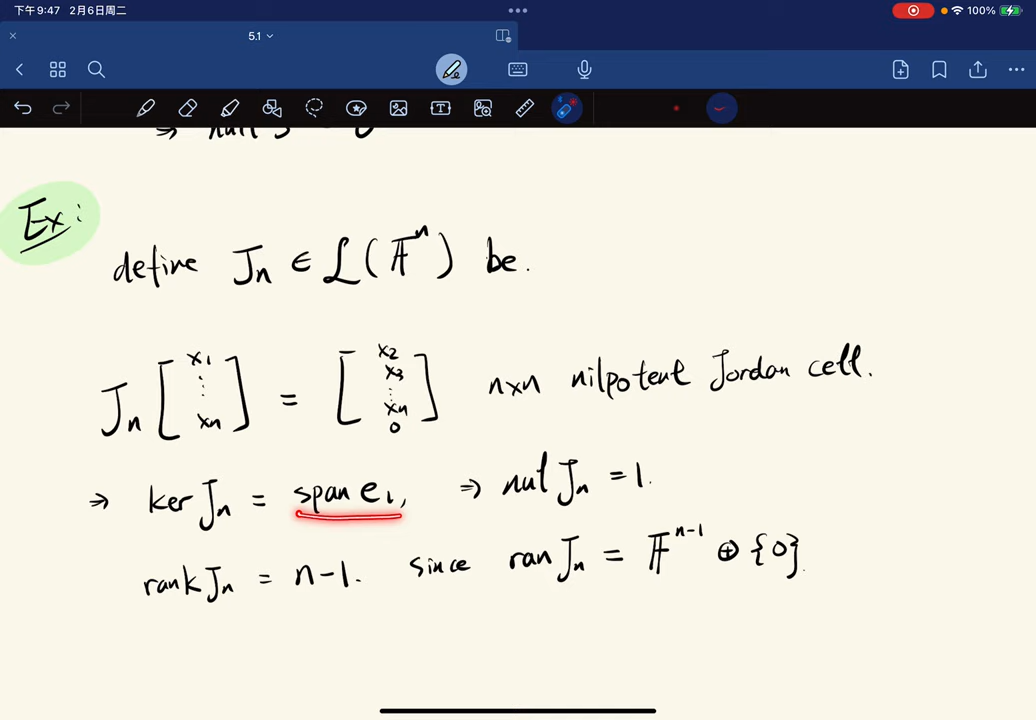 下午9:47 2月6日周二
100%
5.1
Ex:
define Jn ∈ L(𝔽^n) be.
Jn [x1 ⋮ xn] = [x2 x3 ⋮ xn 0] n×n nilpotent Jordan cell.
⇒ ker Jn = span e1, ⇒ nul Jn = 1.
rank Jn = n-1. since ran Jn = 𝔽^{n-1} ⊕ {0}.